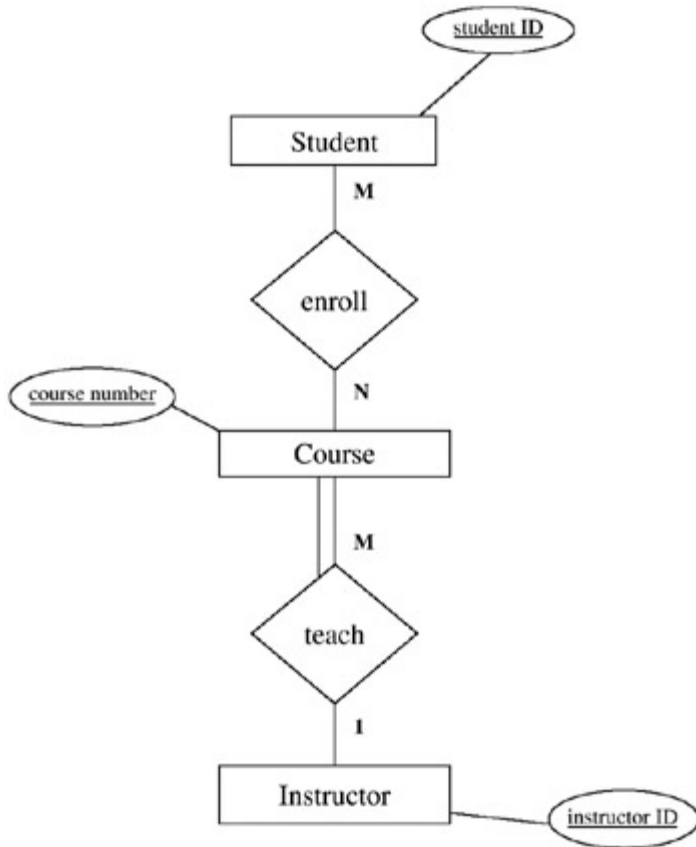 student ID
Student
M
enroll
N
course number
Course
M
teach
1
Instructor
instructor ID